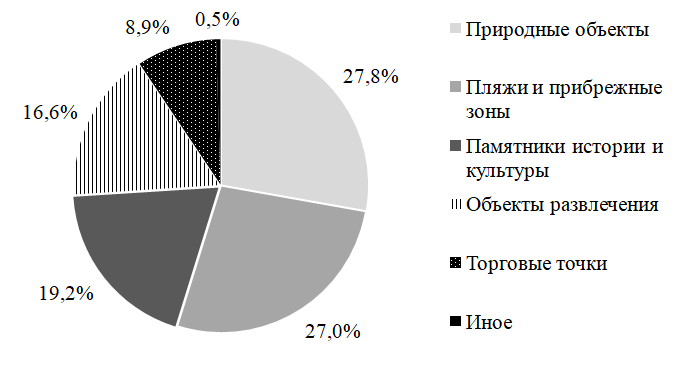 0,5%
8,9%
27,8%
16,6%
19,2%
27,0%
Природные объекты
Пляжи и прибрежные
зоны
Памятники истории и
культуры
Объекты развлечения
Торговые точки
Иное